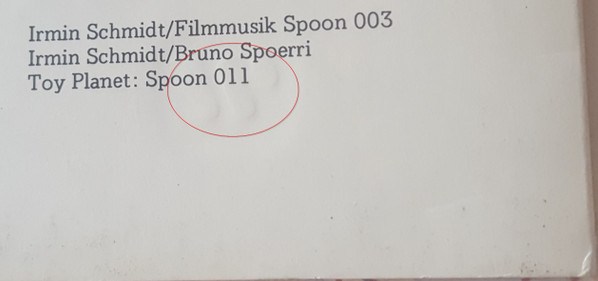 Irmin Schmidt/Filmmusik Spoon 003
Irmin Schmidt/Bruno Spoerri
Toy Planet: Spoon 011